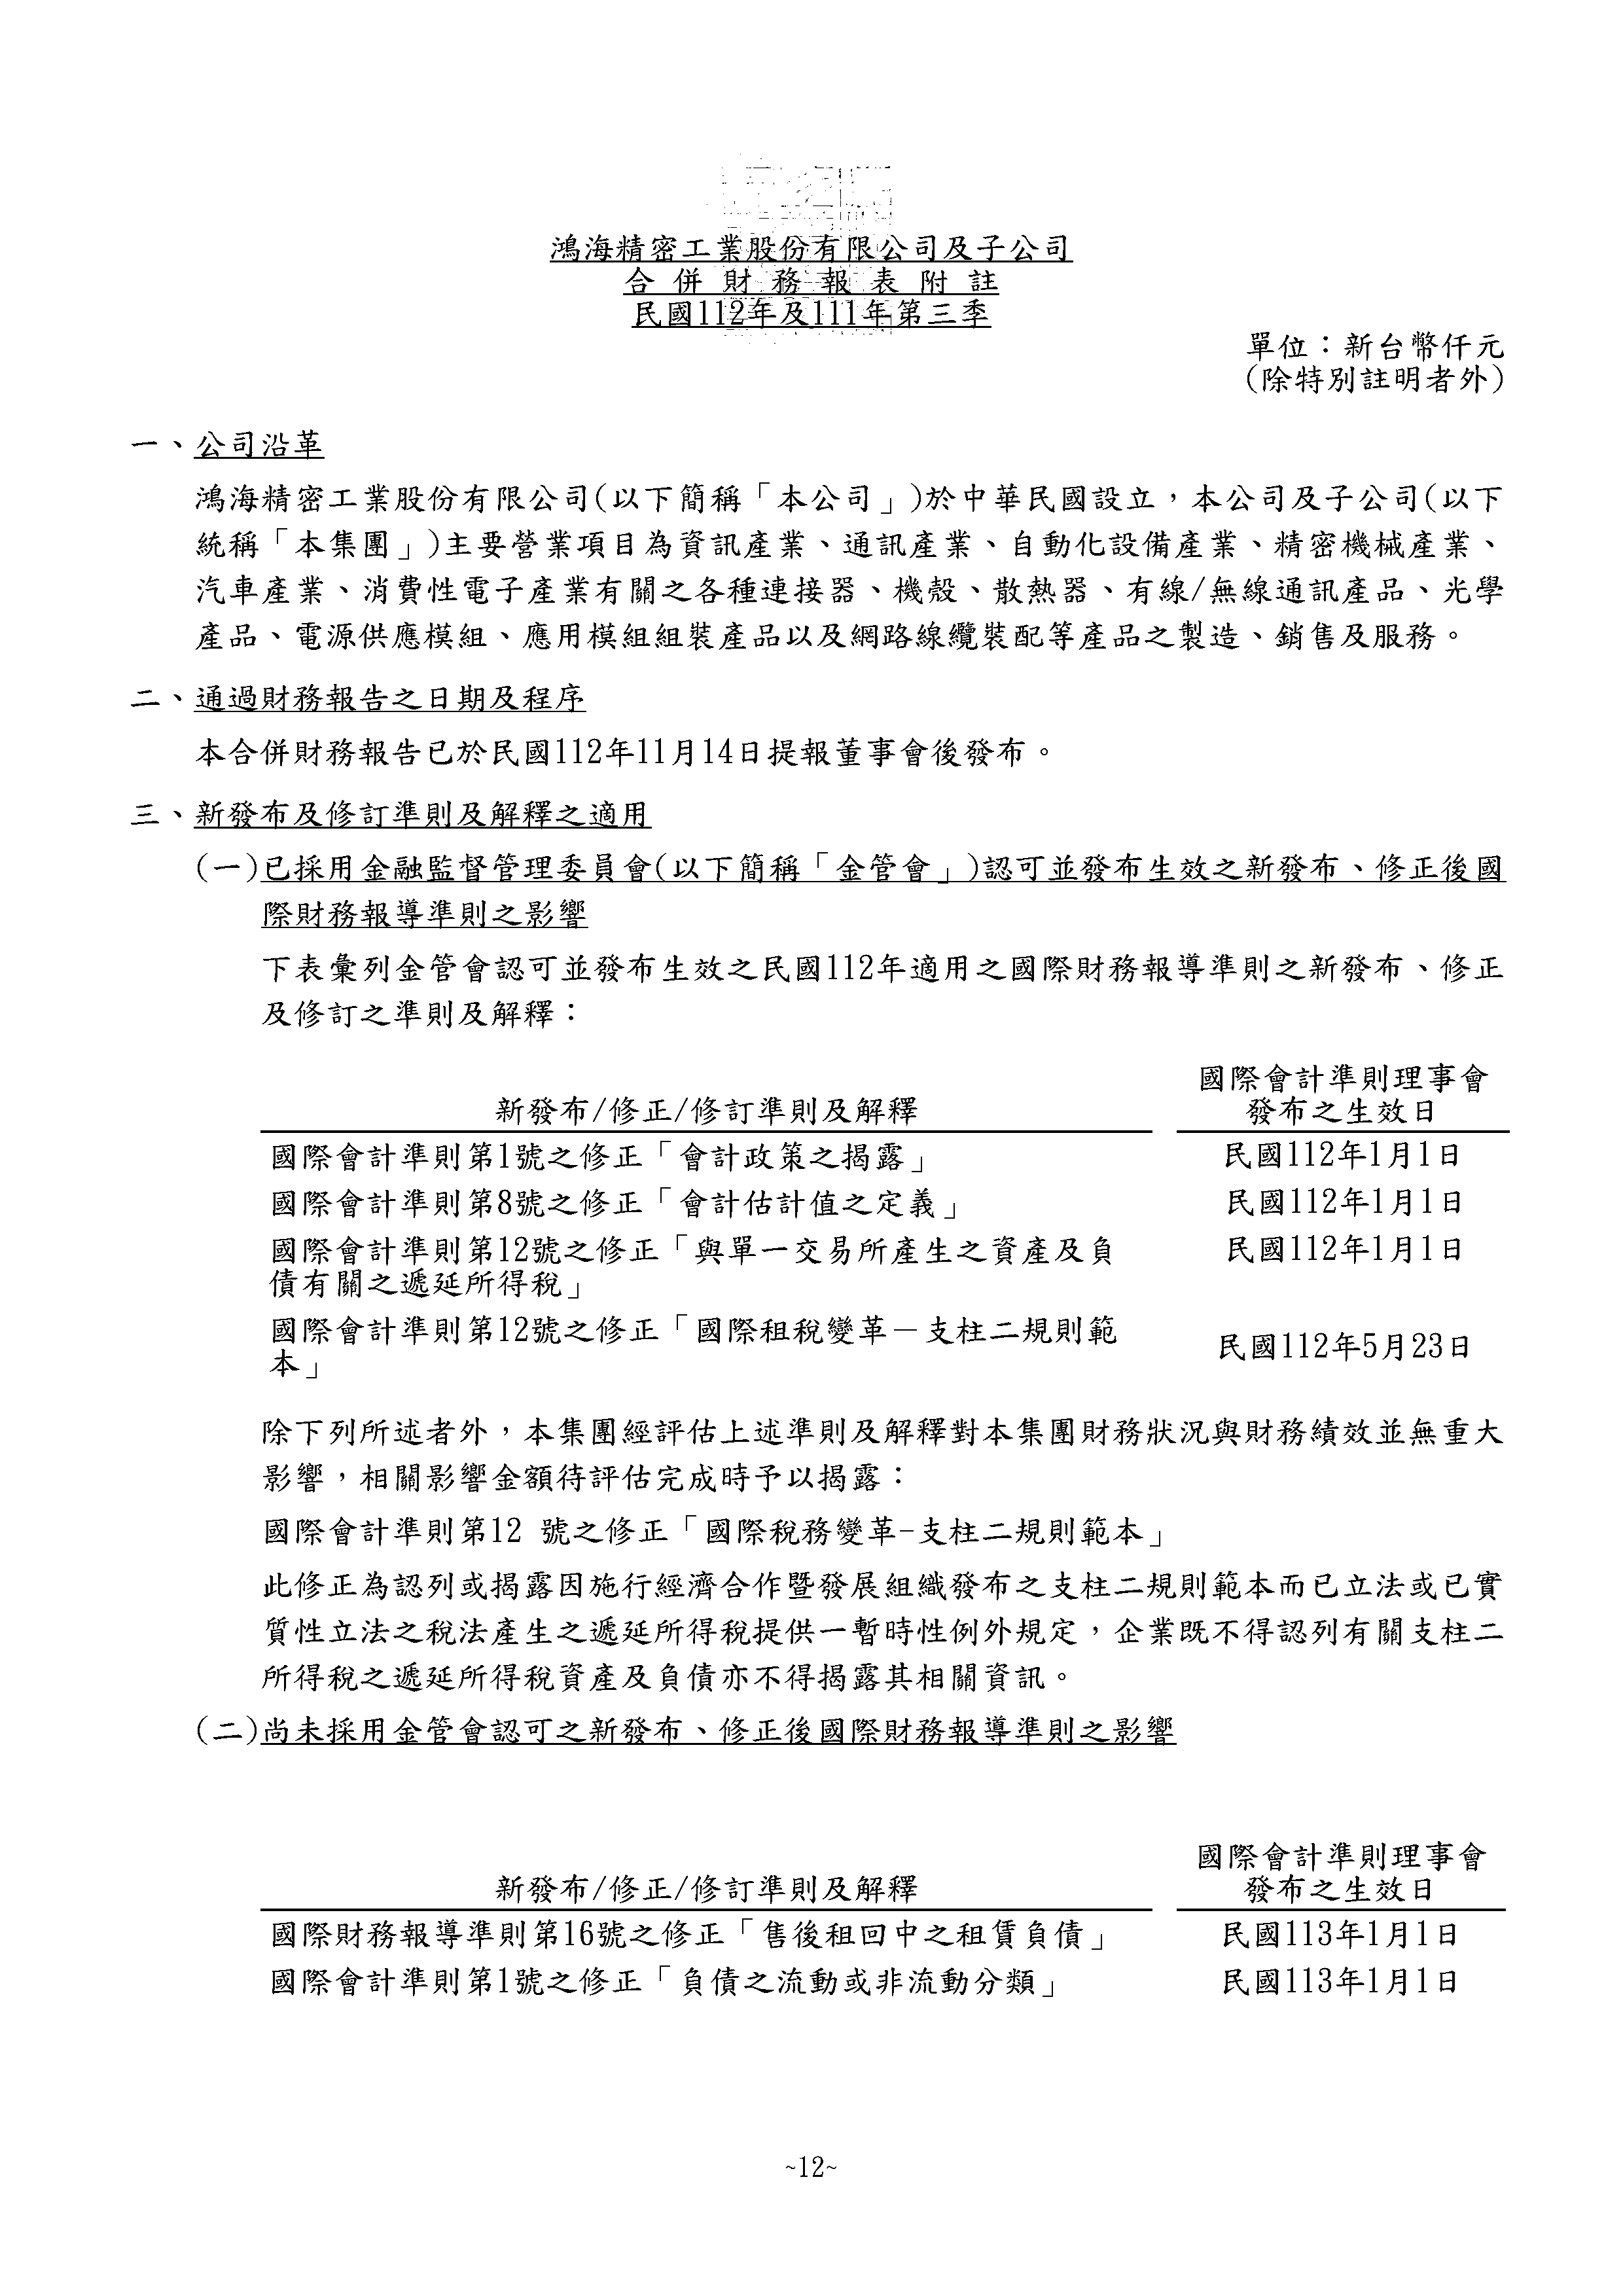 鴻海精密工業股份有限公司及子公司
合併財務報表附註
民國112年及111年第三季
單位：新台幣仟元
(除特別註明者外)
一、公司沿革
鴻海精密工業股份有限公司(以下簡稱「本公司」)於中華民國設立，本公司及子公司(以下
統稱「本集團」)主要營業項目為資訊產業、通訊產業、自動化設備產業、精密機械產業、
汽車產業、消費性電子產業有關之各種連接器、機殼、散熱器、有線/無線通訊產品、光學
產品、電源供應模組、應用模組組裝產品以及網路線纜裝配等產品之製造、銷售及服務。
二、通過財務報告之日期及程序
本合併財務報告已於民國112年11月14日提報董事會後發布。
三、新發布及修訂準則及解釋之適用
(一)已採用金融監督管理委員會(以下簡稱「金管會」)認可並發布生效之新發布、修正後國
際財務報導準則之影響
下表彙列金管會認可並發布生效之民國112年適用之國際財務報導準則之新發布、修正
及修訂之準則及解釋：
國際會計準則理事會
新發布/修正/修訂準則及解釋 發布之生效日
國際會計準則第1號之修正「會計政策之揭露」 民國112年1月1日
國際會計準則第8號之修正「會計估計值之定義」 民國112年1月1日
國際會計準則第12號之修正「與單一交易所產生之資產及負 民國112年1月1日
債有關之遞延所得稅」
國際會計準則第12號之修正「國際租稅變革－支柱二規則範
本」 民國112年5月23日
除下列所述者外，本集團經評估上述準則及解釋對本集團財務狀況與財務績效並無重大
影響，相關影響金額待評估完成時予以揭露：
國際會計準則第12 號之修正「國際稅務變革-支柱二規則範本」
此修正為認列或揭露因施行經濟合作暨發展組織發布之支柱二規則範本而已立法或已實
質性立法之稅法產生之遞延所得稅提供一暫時性例外規定，企業既不得認列有關支柱二
所得稅之遞延所得稅資產及負債亦不得揭露其相關資訊。
(二)尚未採用金管會認可之新發布、修正後國際財務報導準則之影響
國際會計準則理事會
新發布/修正/修訂準則及解釋 發布之生效日
國際財務報導準則第16號之修正「售後租回中之租賃負債」 民國113年1月1日
國際會計準則第1號之修正「負債之流動或非流動分類」 民國113年1月1日
~12~